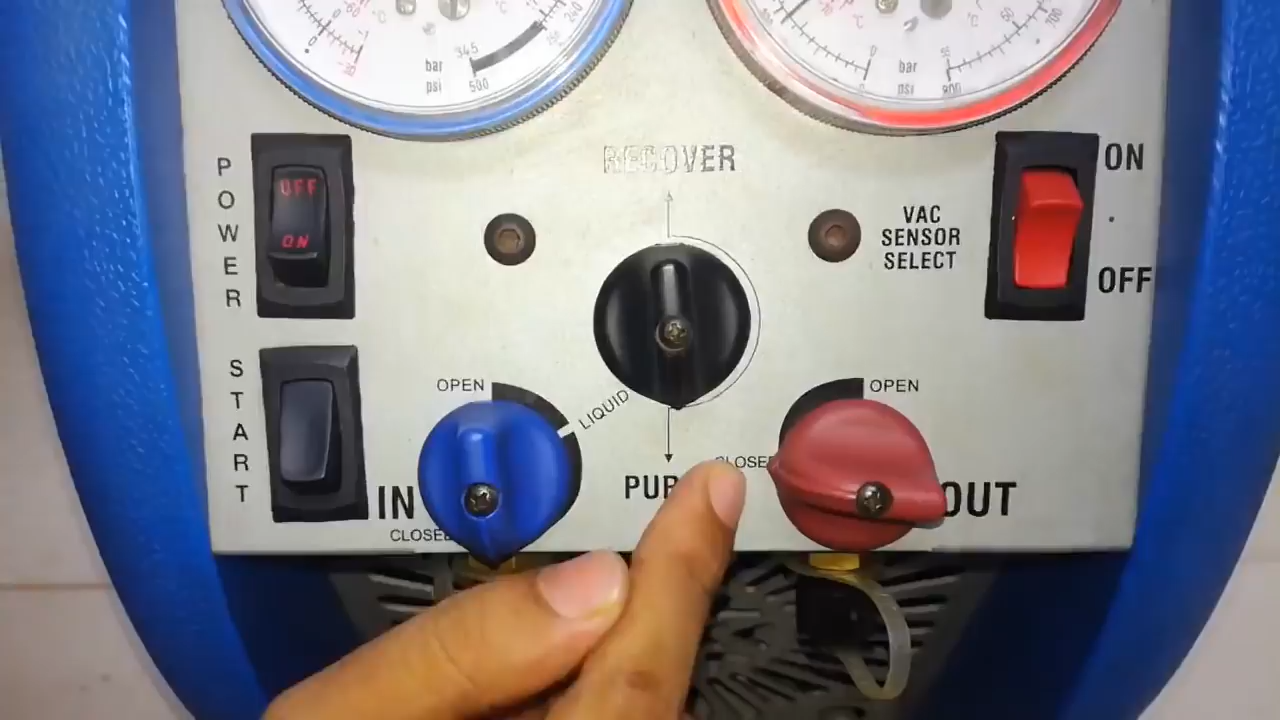 345
bar
psi
500
bar
psi
800
POWER
OFF
ON
RECOVER
VAC
SENSOR
SELECT
ON
OFF
START
OPEN
LIQUID
OPEN
IN
CLOSED
PUR
CLOSED
OUT